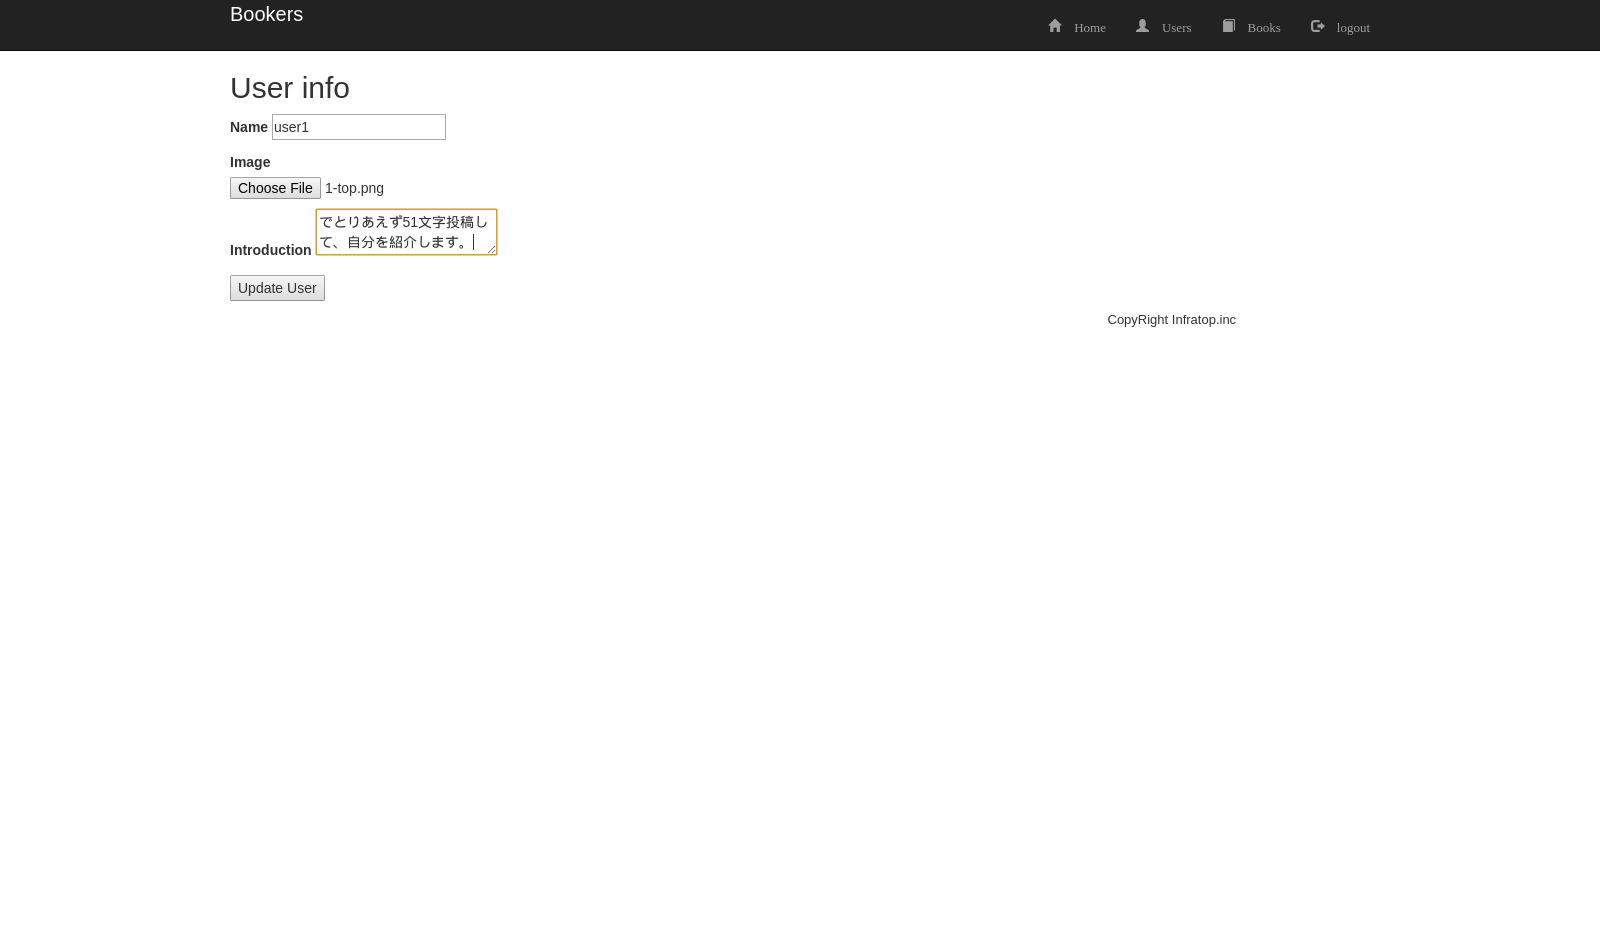 Bookers
Home Users Books logout
User info
Name user1
Image
Choose File 1-top.png
でとりあえず51文字投稿し
て、自分を紹介します。
Introduction
Update User
CopyRight Infratop.inc